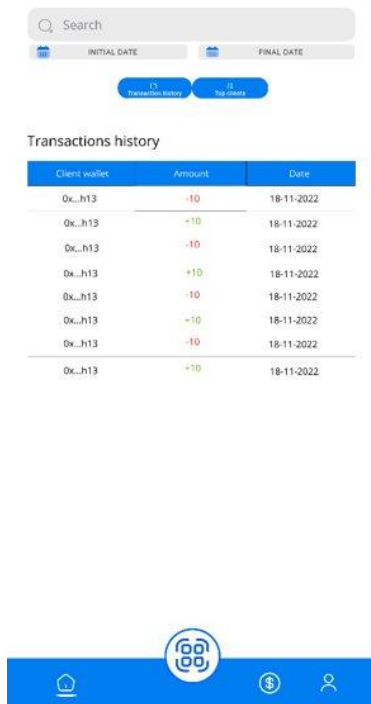 Search
INITIAL DATE FINAL DATE
Transaction history Top clients
Transactions history
Client wallet Amount Date
0x...h13 -10 18-11-2022
0x...h13 +10 18-11-2022
0x...h13 -10 18-11-2022
0x...h13 +10 18-11-2022
0x...h13 -10 18-11-2022
0x...h13 +10 18-11-2022
0x...h13 -10 18-11-2022
0x...h13 +10 18-11-2022